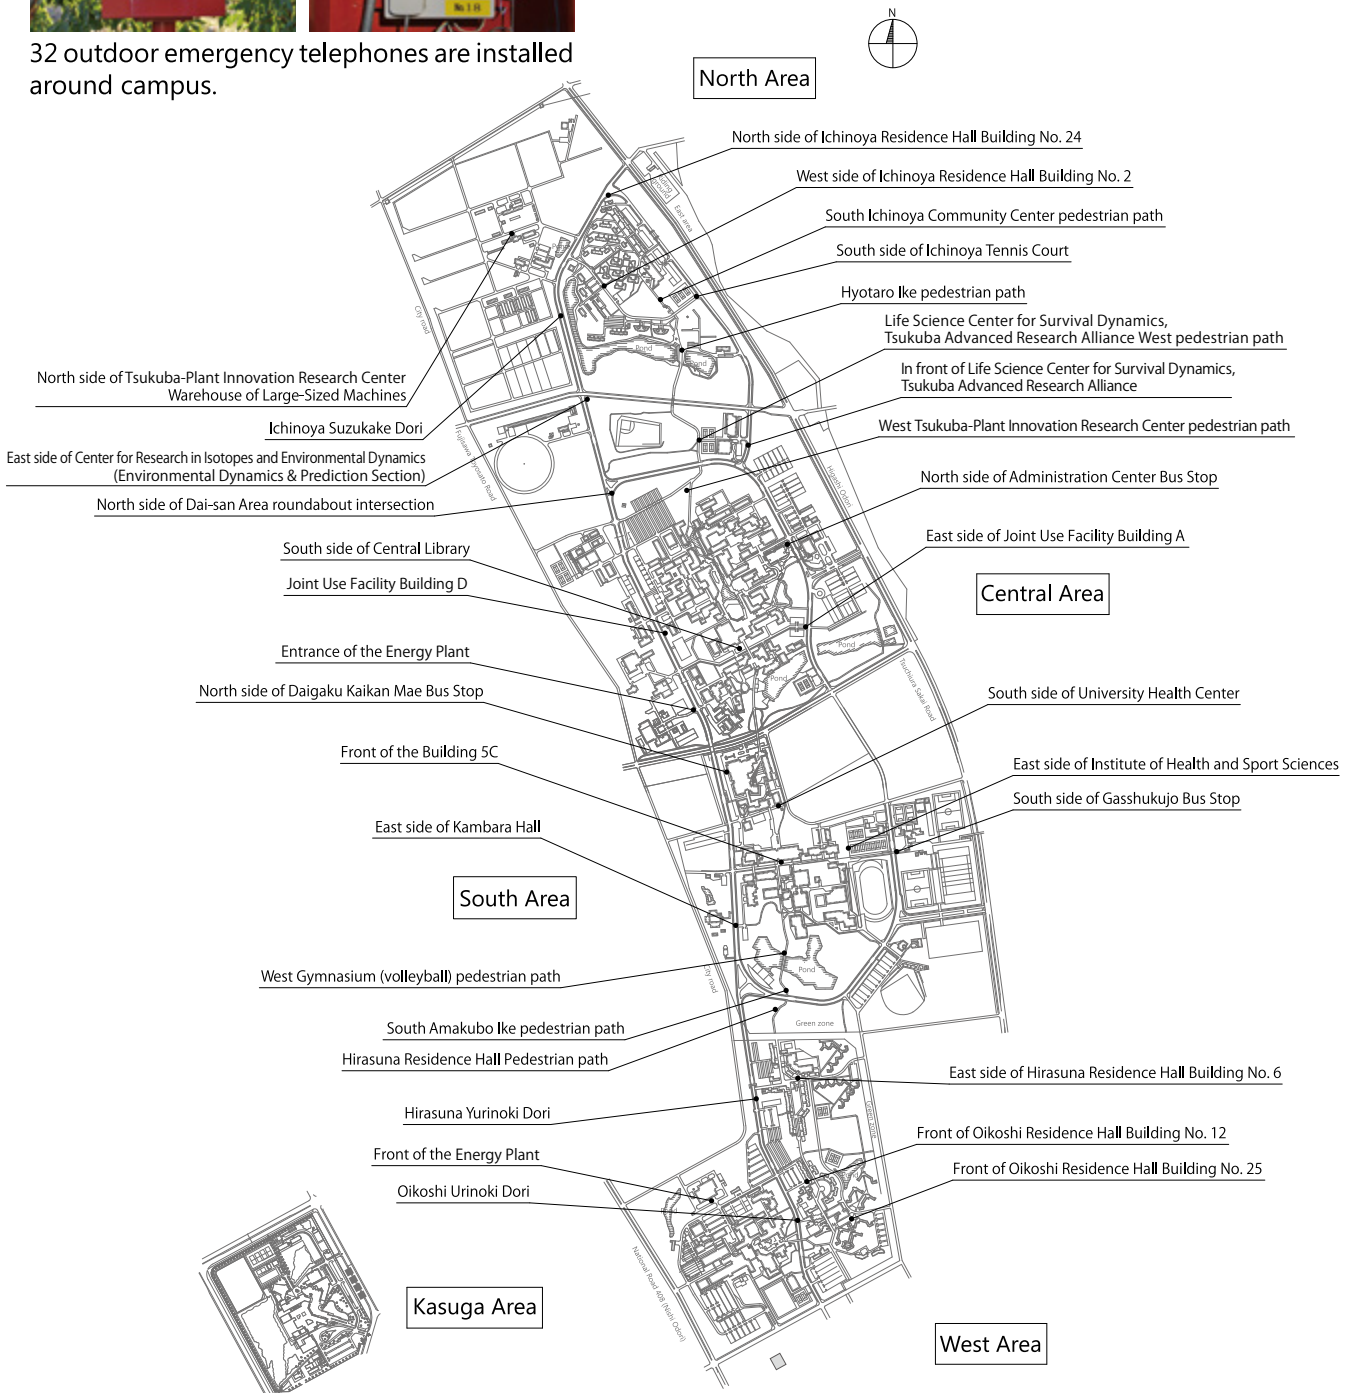 No.18
32 outdoor emergency telephones are installed
around campus.
N
North Area
North side of Ichinoya Residence Hall Building No. 24
West side of Ichinoya Residence Hall Building No. 2
South Ichinoya Community Center pedestrian path
South side of Ichinoya Tennis Court
Hyotaro Ike pedestrian path
Life Science Center for Survival Dynamics,
Tsukuba Advanced Research Alliance West pedestrian path
In front of Life Science Center for Survival Dynamics,
Tsukuba Advanced Research Alliance
West Tsukuba-Plant Innovation Research Center pedestrian path
North side of Administration Center Bus Stop
East side of Joint Use Facility Building A
Central Area
South side of University Health Center
East side of Institute of Health and Sport Sciences
South side of Gasshukujo Bus Stop
East side of Hirasuna Residence Hall Building No. 6
Front of Oikoshi Residence Hall Building No. 12
Front of Oikoshi Residence Hall Building No. 25
West Area
North side of Tsukuba-Plant Innovation Research Center
Warehouse of Large-Sized Machines
Ichinoya Suzukake Dori
East side of Center for Research in Isotopes and Environmental Dynamics
(Environmental Dynamics & Prediction Section)
North side of Dai-san Area roundabout intersection
South side of Central Library
Joint Use Facility Building D
Entrance of the Energy Plant
North side of Daigaku Kaikan Mae Bus Stop
Front of the Building 5C
East side of Kambara Hall
South Area
West Gymnasium (volleyball) pedestrian path
South Amakubo Ike pedestrian path
Hirasuna Residence Hall Pedestrian path
Hirasuna Yurinoki Dori
Front of the Energy Plant
Oikoshi Urinoki Dori
Kasuga Area
East area
City road
Pond
Pond
Higashi Odori
Pond
Pond
Tsuchiura Sakai Road
City road
Pond
Green zone
Green zone
National Road 408 (Nishi Odori)